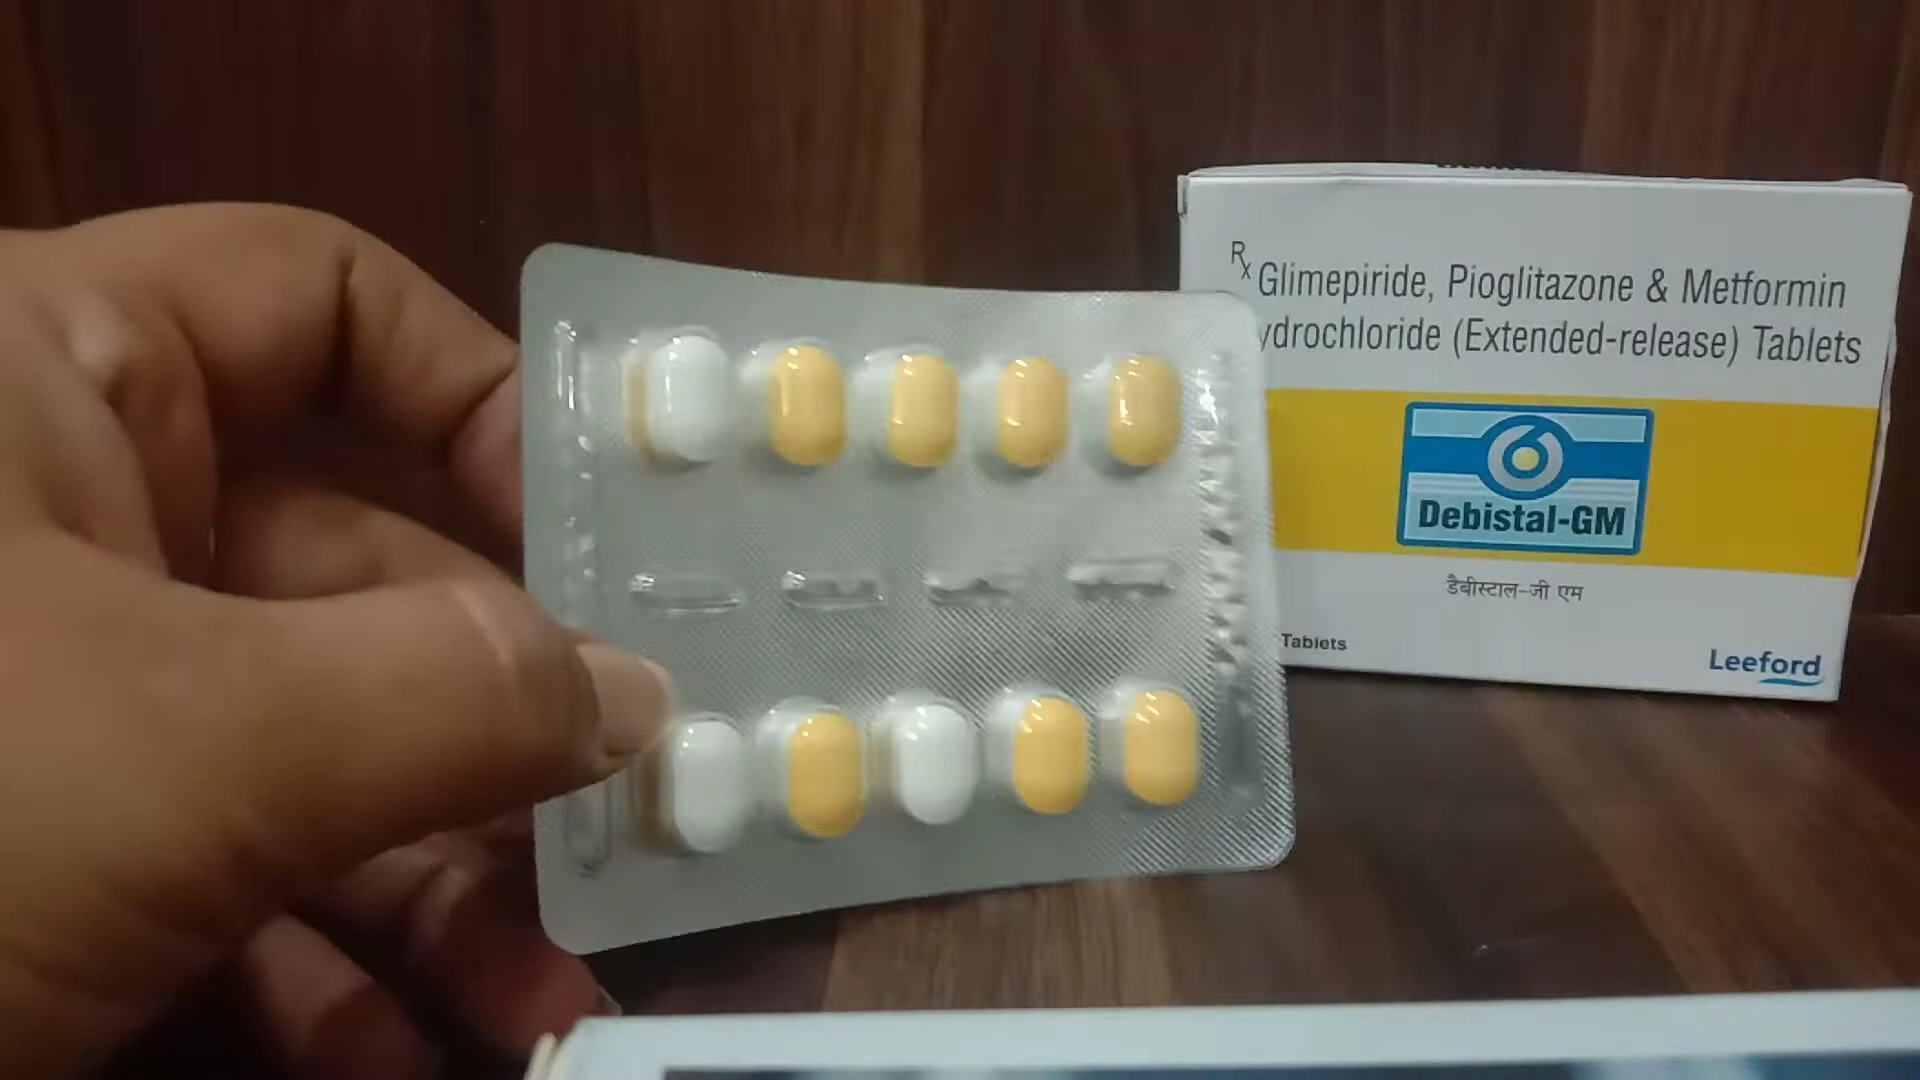 Rx Glimepiride, Pioglitazone & Metformin
ydrochloride (Extended-release) Tablets
Debistal-GM
डैबीस्टाल-जी एम
Tablets
Leeford